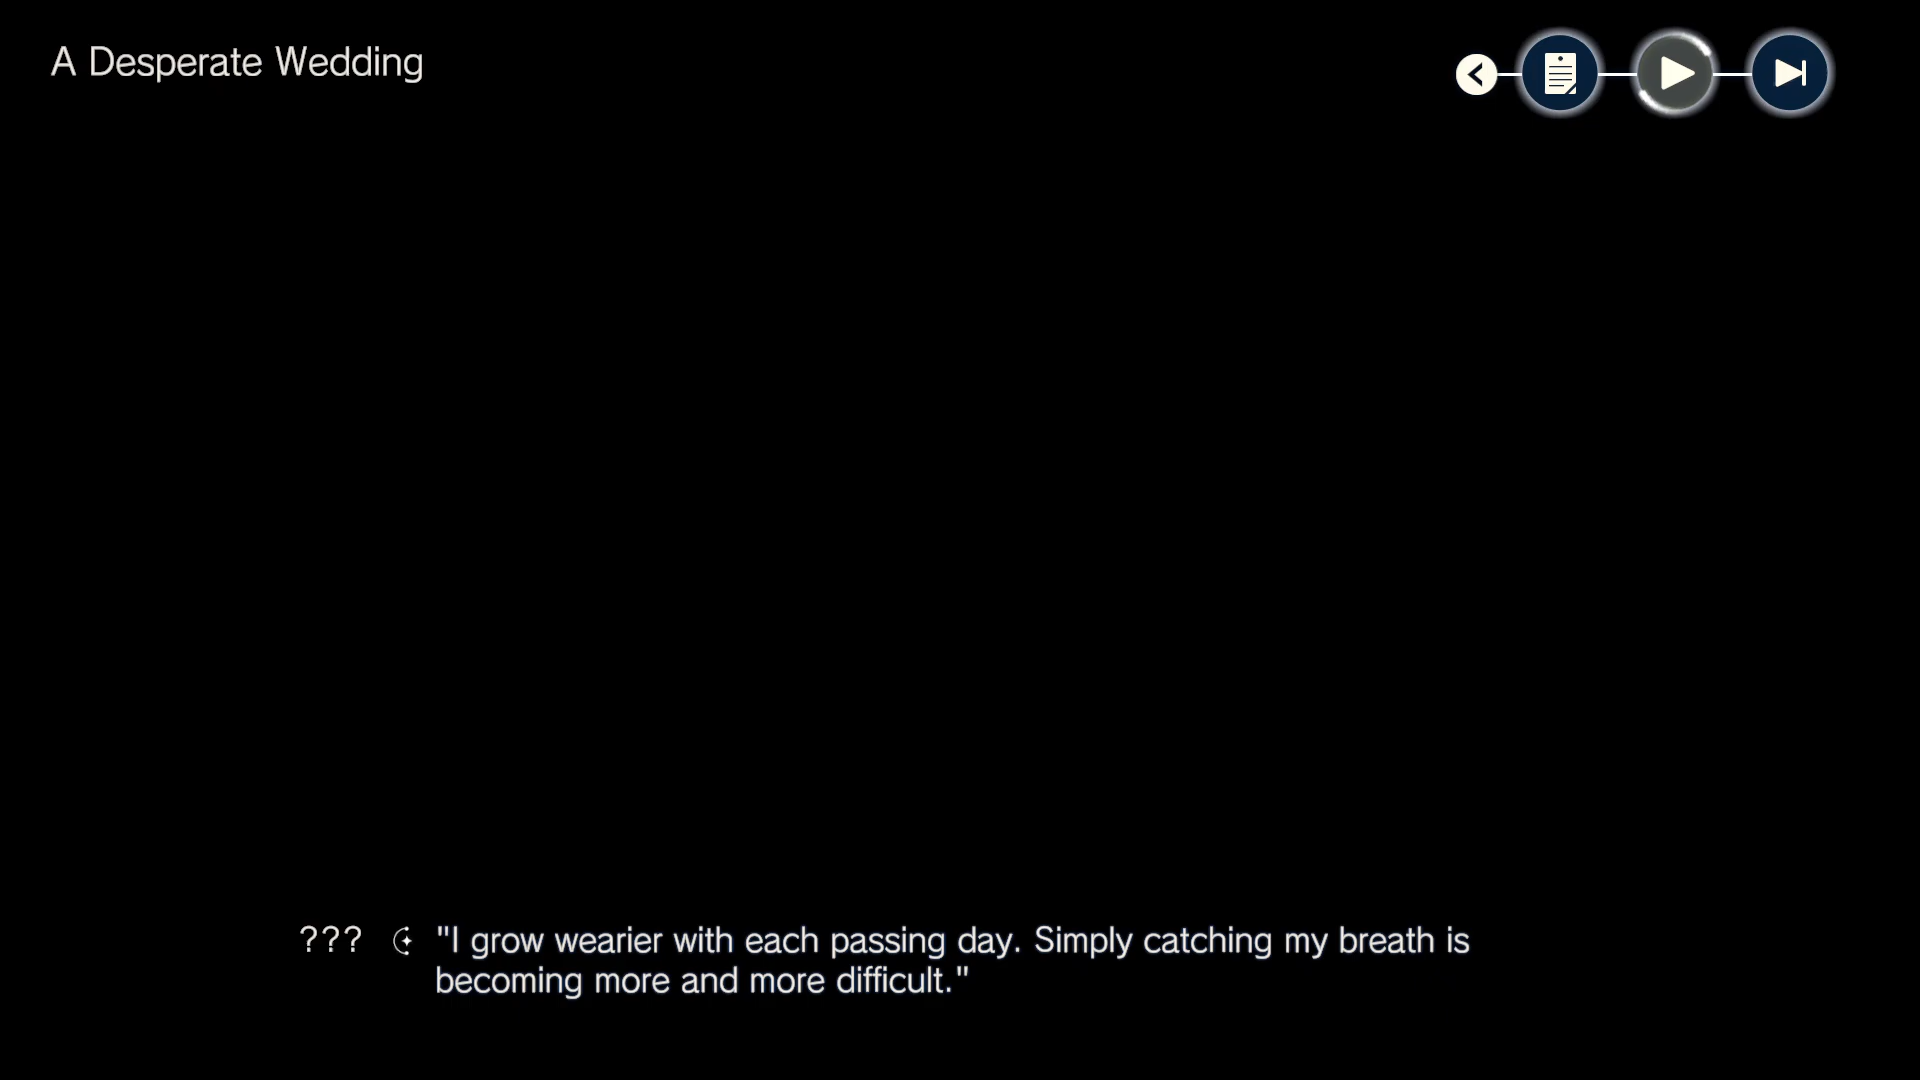 A Desperate Wedding
??? "I grow wearier with each passing day. Simply catching my breath is
becoming more and more difficult."